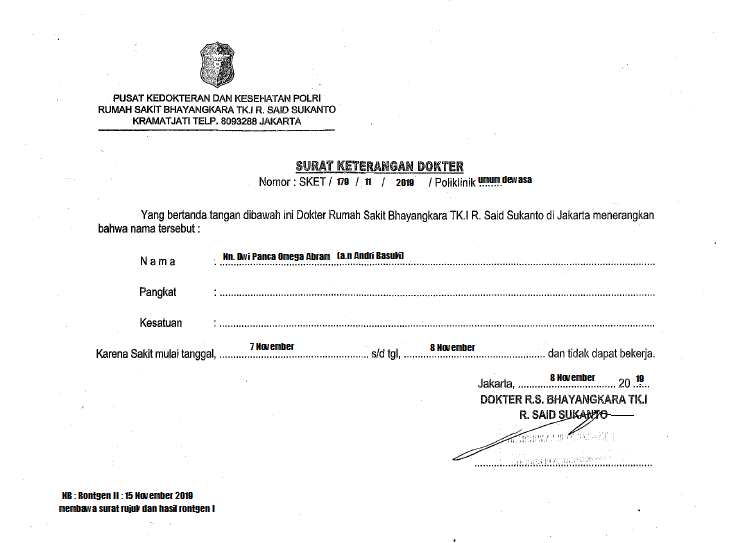 PUSAT KEDOKTERAN DAN KESEHATAN POLRI
RUMAH SAKIT BHAYANGKARA TK.I R. SAID SUKANTO
KRAMATJATI TELP. 8093288 JAKARTA
SURAT KETERANGAN DOKTER
Nomor : SKET / 179 / 11 / 2019 / Poliklinik umum dewasa
Yang bertanda tangan dibawah ini Dokter Rumah Sakit Bhayangkara TK.I R. Said Sukanto di Jakarta menerangkan
bahwa nama tersebut :
N a m a : Nn. Dwi Panca Omega Abram (a.n Andri Basuki)
Pangkat :
Kesatuan :
Karena Sakit mulai tanggal, 7 November s/d tgl, 8 November dan tidak dapat bekerja.
Jakarta, 8 November 20 19
DOKTER R.S. BHAYANGKARA TK.I
R. SAID SUKANTO
NB : Rontgen II : 15 November 2019
membawa surat rujuk dan hasil rontgen I